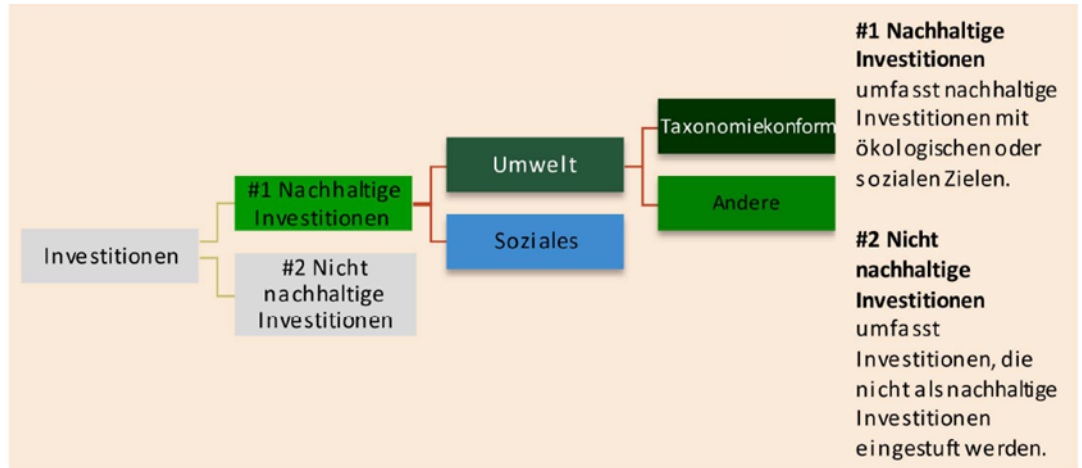 Investitionen
#1 Nachhaltige
Investitionen
#2 Nicht
nachhaltige
Investitionen
Umwelt
Soziales
Taxonomiekonform
Andere
#1 Nachhaltige
Investitionen
umfasst nachhaltige
Investitionen mit
ökologischen oder
sozialen Zielen.
#2 Nicht
nachhaltige
Investitionen
umfasst
Investitionen, die
nicht als nachhaltige
Investitionen
eingestuft werden.